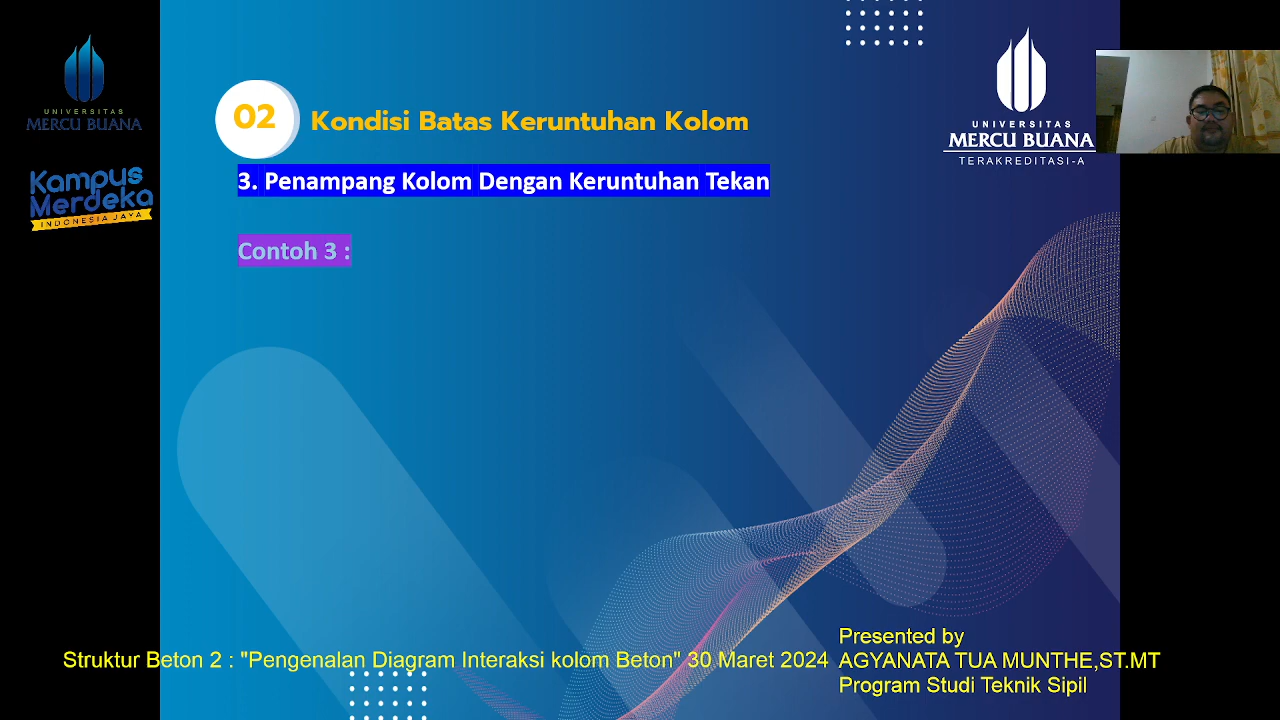 UNIVERSITAS
MERCU BUANA
Kampus
Merdeka
INDONESIA JAYA
02
Kondisi Batas Keruntuhan Kolom
3. Penampang Kolom Dengan Keruntuhan Tekan
Contoh 3 :
UNIVERSITAS
MERCU BUANA
TERAKREDITASI-A
Struktur Beton 2 : "Pengenalan Diagram Interaksi kolom Beton" 30 Maret 2024
Presented by
AGYANATA TUA MUNTHE,ST.MT
Program Studi Teknik Sipil